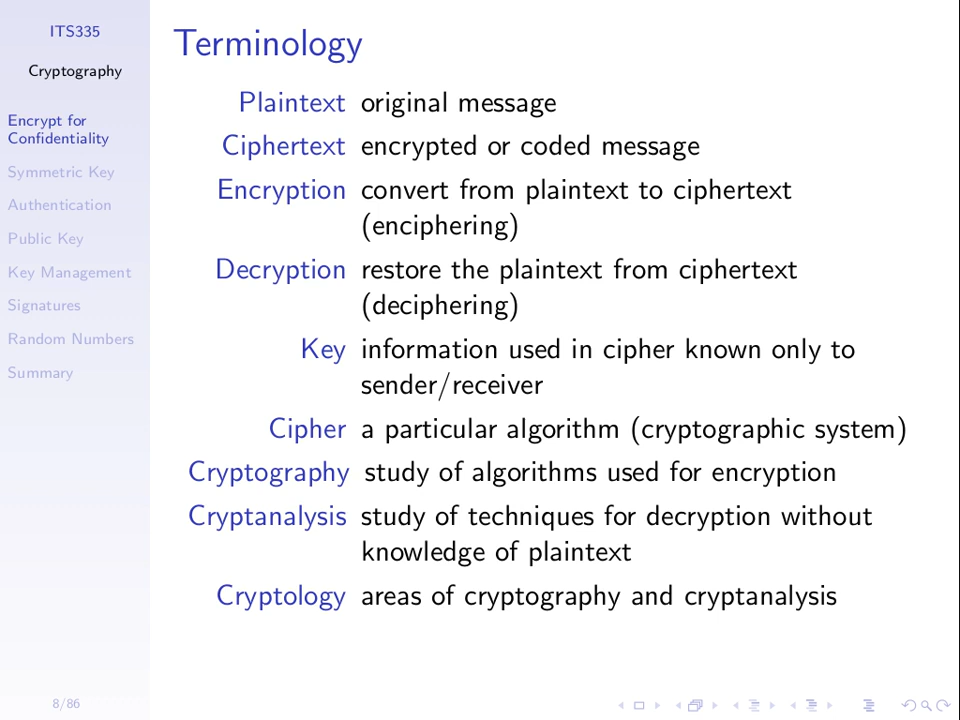 ITS335
Cryptography
Encrypt for
Confidentiality
Symmetric Key
Authentication
Public Key
Key Management
Signatures
Random Numbers
Summary
8/86
Terminology
Plaintext original message
Ciphertext encrypted or coded message
Encryption convert from plaintext to ciphertext
(enciphering)
Decryption restore the plaintext from ciphertext
(deciphering)
Key information used in cipher known only to
sender/receiver
Cipher a particular algorithm (cryptographic system)
Cryptography study of algorithms used for encryption
Cryptanalysis study of techniques for decryption without
knowledge of plaintext
Cryptology areas of cryptography and cryptanalysis